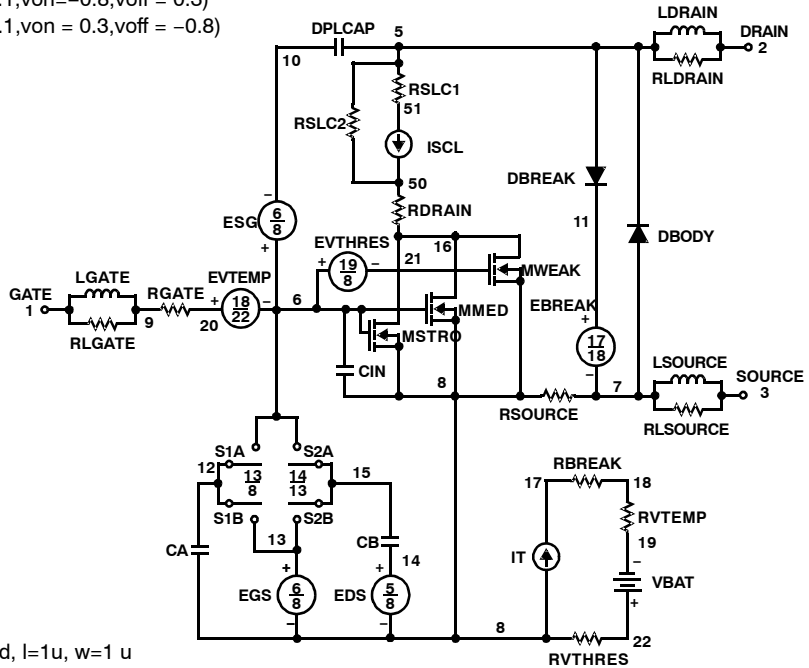 .1,von=−0.8,voff = 0.3)
.1,von = 0.3,voff = −0.8)
LDRAIN
DPLCAP 5 DRAIN
10 2
RLDRAIN
RSLC1
51
RSLC2
ISCL
50
DBREAK
RDRAIN
ESG 6/8
− +
11
EVTHRES 16
21
DBODY
+ 19/8 −
MWEAK
LGATE EVTEMP
GATE RGATE + 18/22 − 6
EBREAK
MMED
1 9 20
+
RLGATE
MSTRO
17/18
CIN
−
LSOURCE
8 7 SOURCE
3
RSOURCE
RLSOURCE
S1A S2A
12 13/8 14/13 15
RBREAK
17 18
S1B S2B
RVTEMP
13
CB
19
CA
14
IT
−
+ +
VBAT
EGS 6/8 EDS 5/8
+
− −
8
22
RVTHRES
d, l=1u, w=1 u